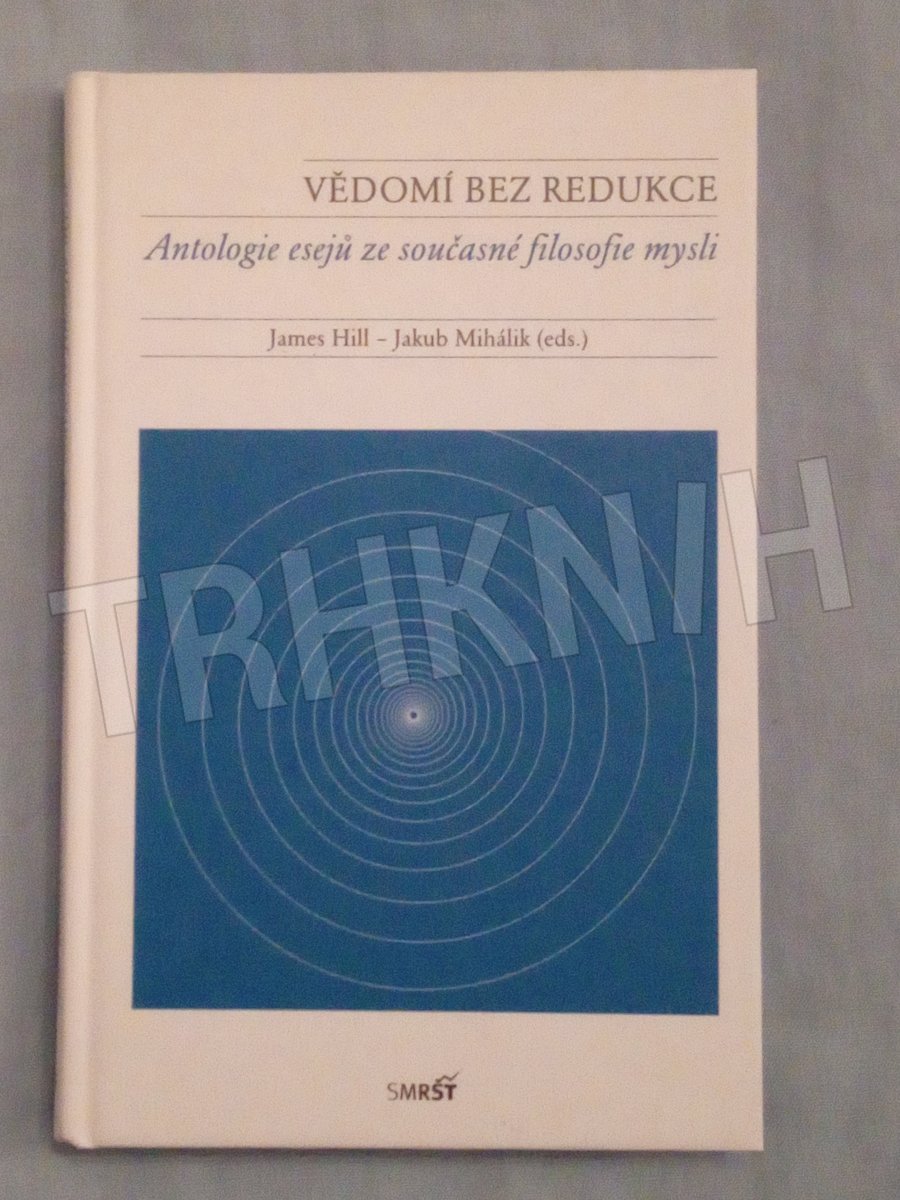 VĚDOMÍ BEZ REDUKCE
Antologie esejů ze současné filosofie mysli
James Hill – Jakub Mihálik (eds.)
TRHKNIH
SMRŠŤ